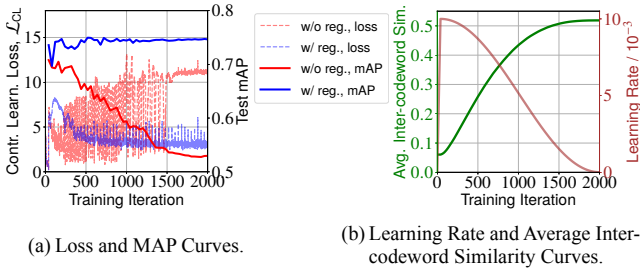 Contr. Learn. Loss, ℒCL
15
10
5
0
0 500 1000 1500 2000
Training Iteration
0.8
0.7
0.6
0.5
Test mAP
w/o reg., loss
w/ reg., loss
w/o reg., mAP
w/ reg., mAP
(a) Loss and MAP Curves.
Avg. Inter-codeword Sim.
0.5
0.4
0.3
0.2
0.1
0.0
0 500 1000 1500 2000
Training Iteration
10
5
0
Learning Rate / 10⁻³
(b) Learning Rate and Average Inter-
codeword Similarity Curves.